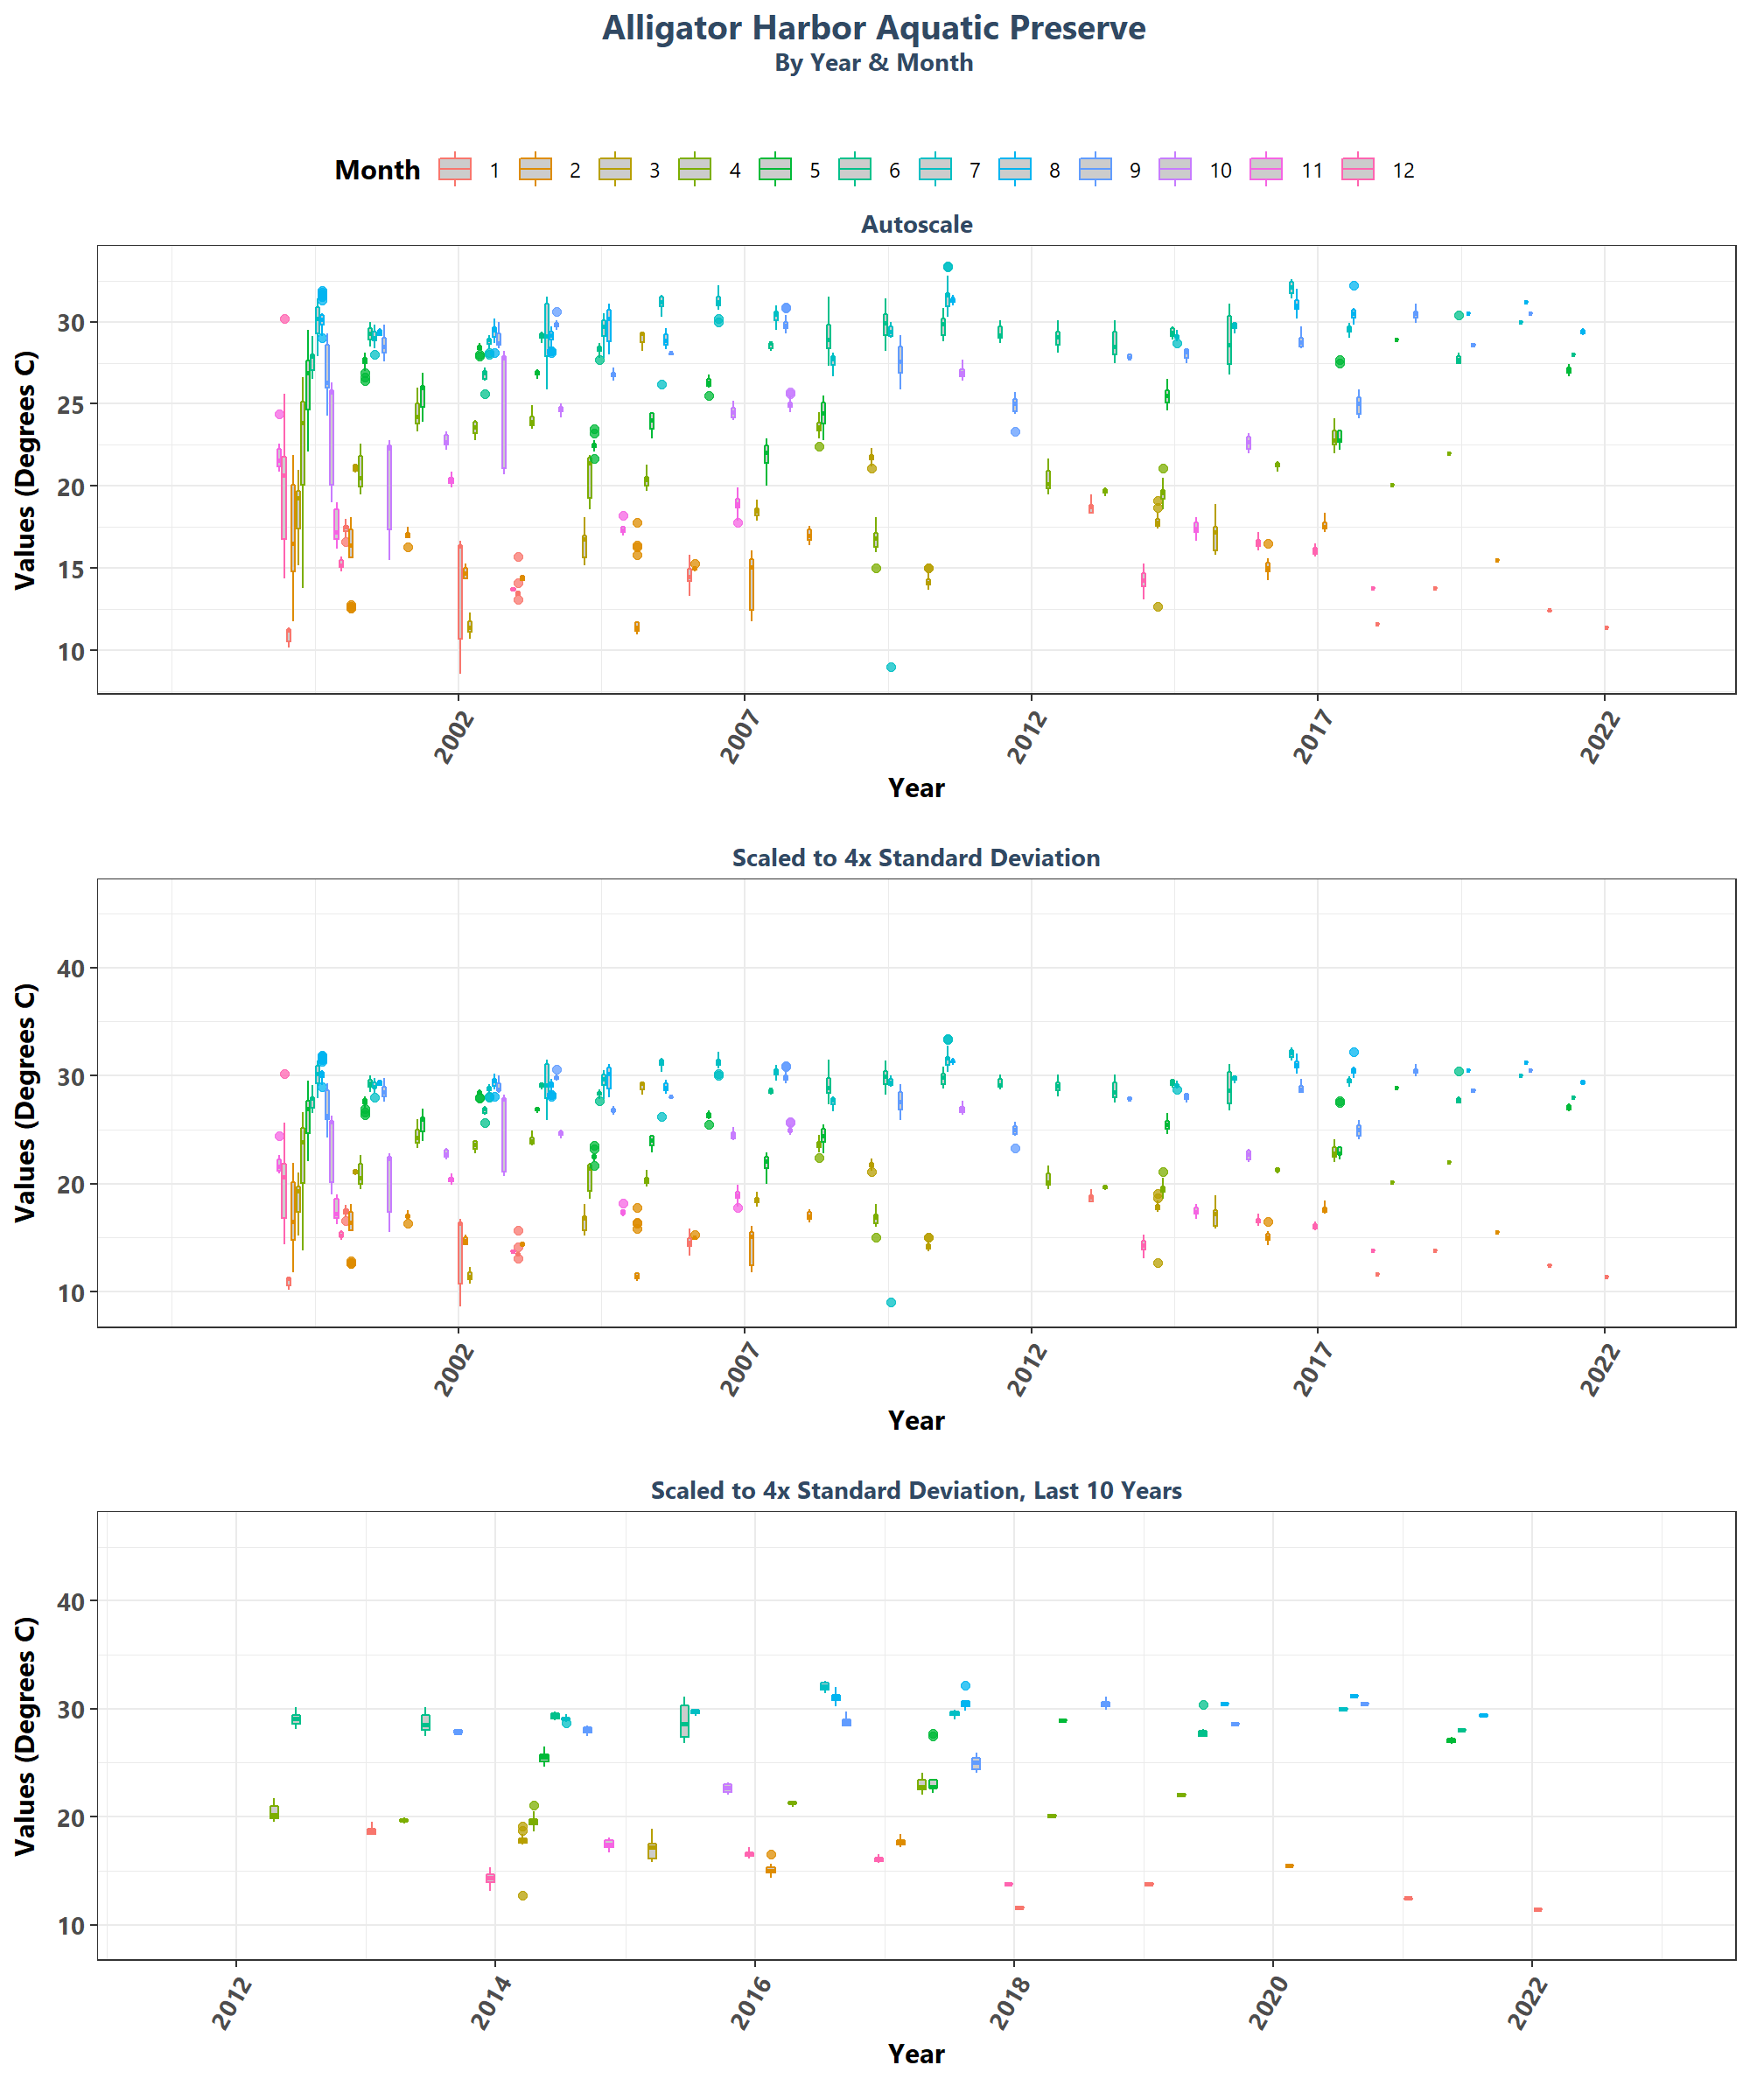 Alligator Harbor Aquatic Preserve
By Year & Month
Month 1 2 3 4 5 6 7 8 9 10 11 12
Autoscale
Values (Degrees C)
30
25
20
15
10
2002 2007 2012 2017 2022
Year
Scaled to 4x Standard Deviation
Values (Degrees C)
40
30
20
10
2002 2007 2012 2017 2022
Year
Scaled to 4x Standard Deviation, Last 10 Years
Values (Degrees C)
40
30
20
10
2012 2014 2016 2018 2020 2022
Year